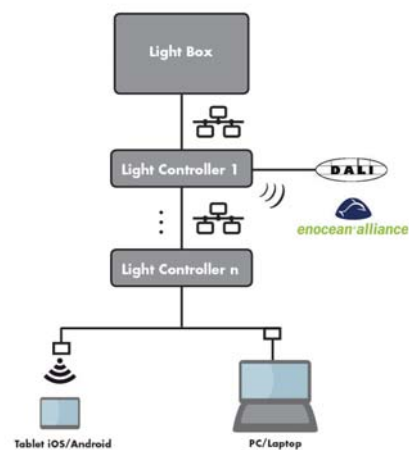 Light Box
Light Controller 1
DALI
enocean alliance
Light Controller n
Tablet iOS/Android
PC/Laptop